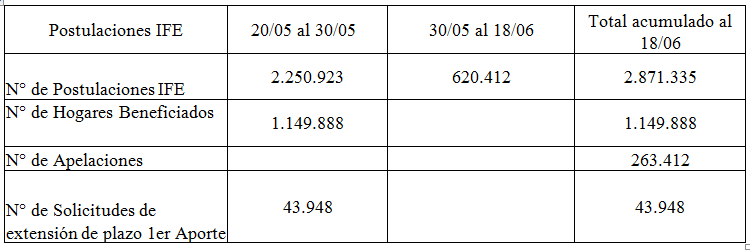 Postulaciones IFE 20/05 al 30/05 30/05 al 18/06 Total acumulado al
18/06
N° de Postulaciones IFE 2.250.923 620.412 2.871.335
N° de Hogares Beneficiados 1.149.888 1.149.888
N° de Apelaciones 263.412
N° de Solicitudes de
extensión de plazo 1er Aporte 43.948 43.948